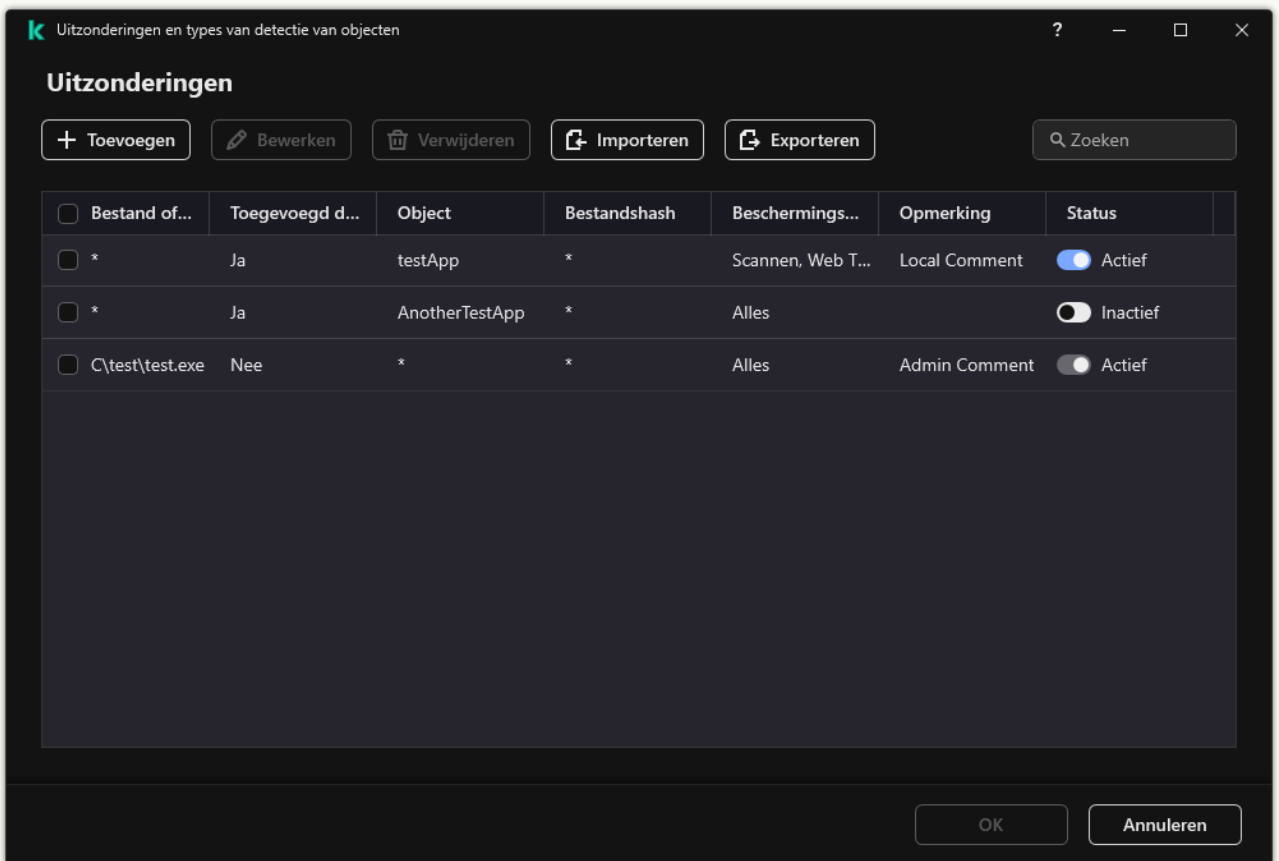 Uitzonderingen en types van detectie van objecten ?
Uitzonderingen
Toevoegen Bewerken Verwijderen Importeren Exporteren Zoeken
Bestand of... Toegevoegd d... Object Bestandshash Beschermings... Opmerking Status
* Ja testApp * Scannen, Web T... Local Comment Actief
* Ja AnotherTestApp * Alles Inactief
C\test\test.exe Nee * * Alles Admin Comment Actief
OK Annuleren